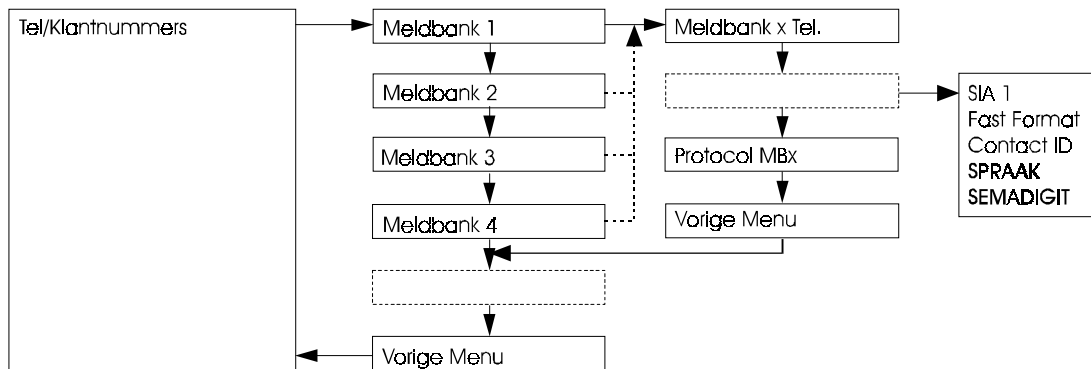 Tel/Klantnummers
Meldbank 1
Meldbank 2
Meldbank 3
Meldbank 4
Vorige Menu
Meldbank x Tel.
Protocol MBx
Vorige Menu
SIA 1
Fast Format
Contact ID
SPRAAK
SEMADIGIT